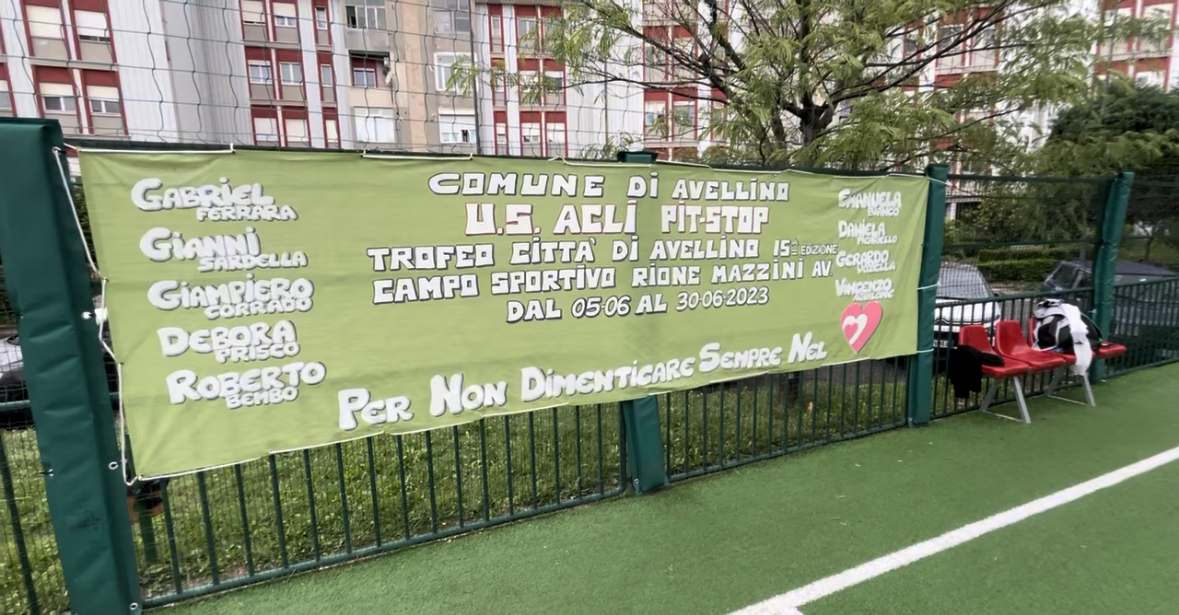 GABRIEL
FERRARA
GIANNI
SARDELLA
GIAMPIERO
CORRADO
DEBORA
PRISCO
ROBERTO
BEMBO
COMUNE DI AVELLINO
U.S. ACLI PIT-STOP
TROFEO CITTÀ DI AVELLINO 15ª EDIZIONE
CAMPO SPORTIVO RIONE MAZZINI AV.
DAL 05-06 AL 30-06-2023
PER NON DIMENTICARE SEMPRE NEL
EMANUELA
DANIELA
GERARDO
VINCENZO